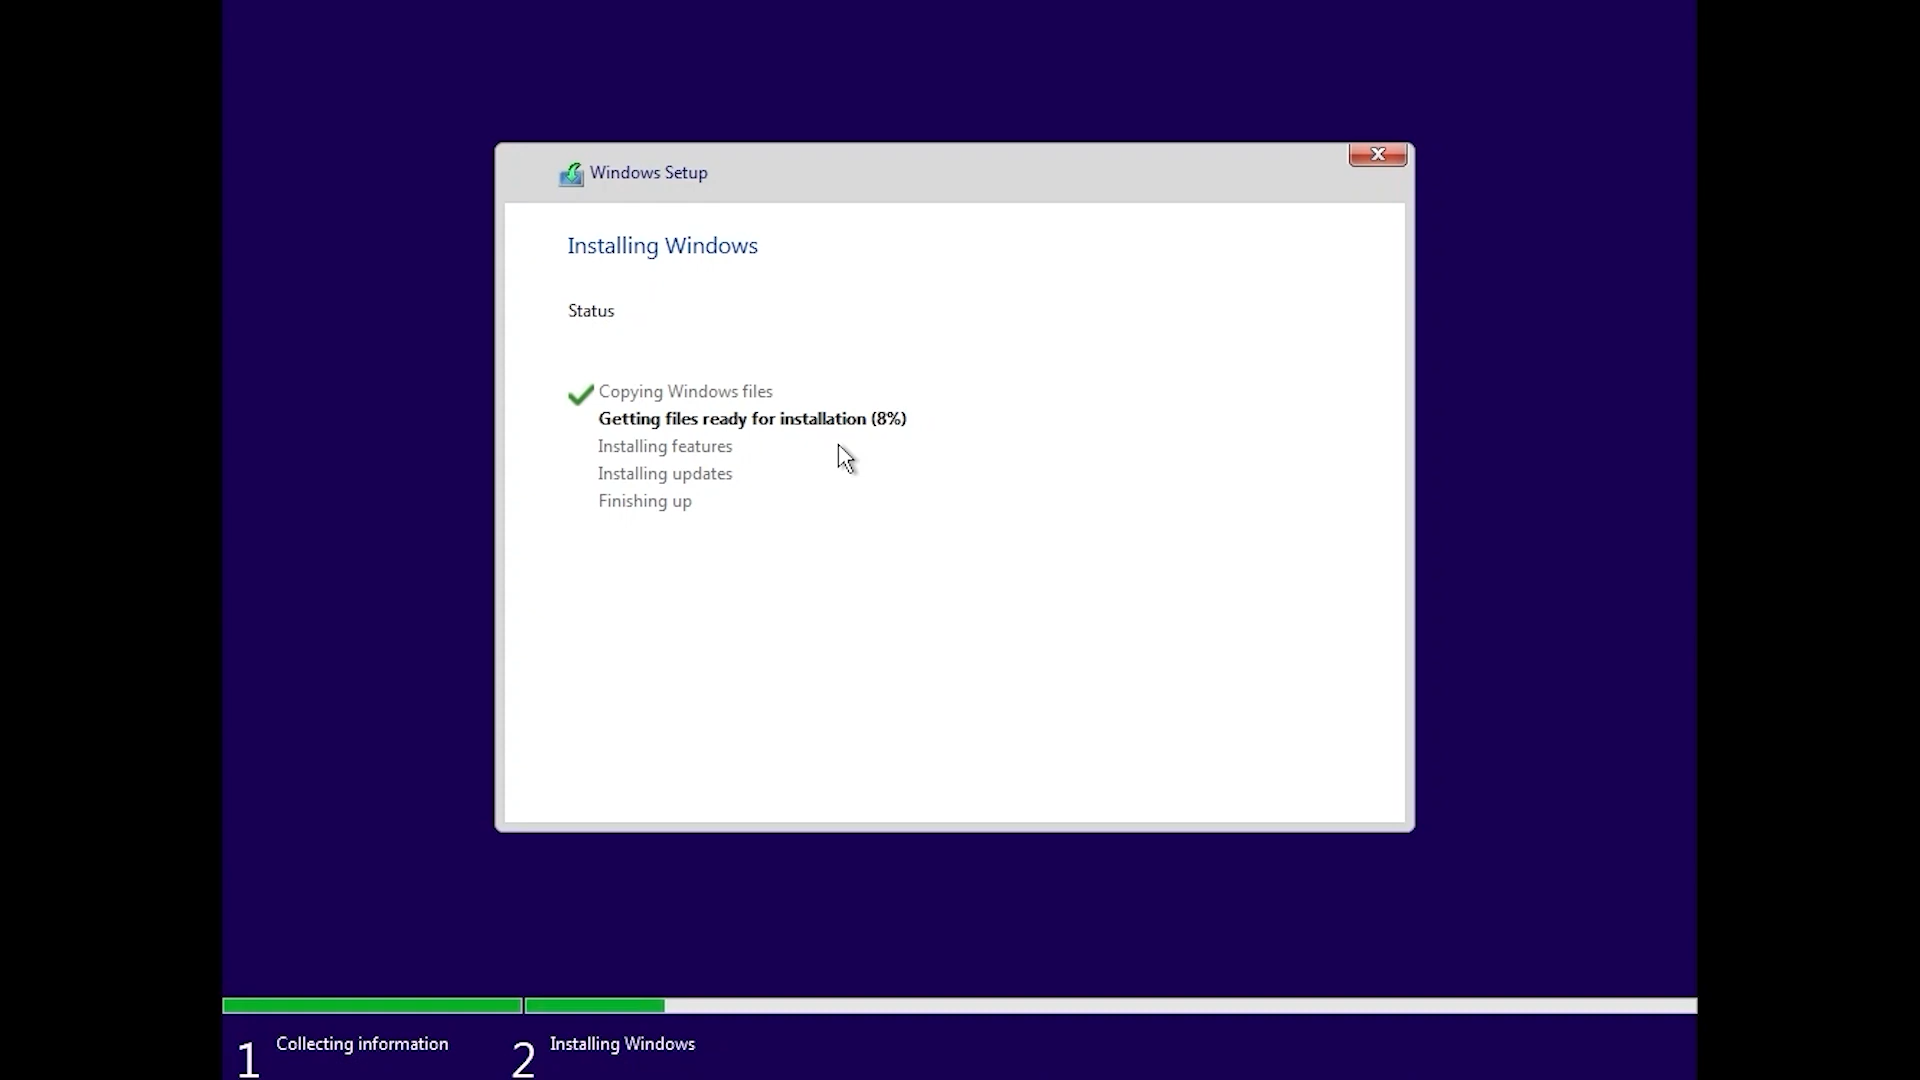 Windows Setup
Installing Windows
Status
Copying Windows files
Getting files ready for installation (8%)
Installing features
Installing updates
Finishing up
1 Collecting information
2 Installing Windows